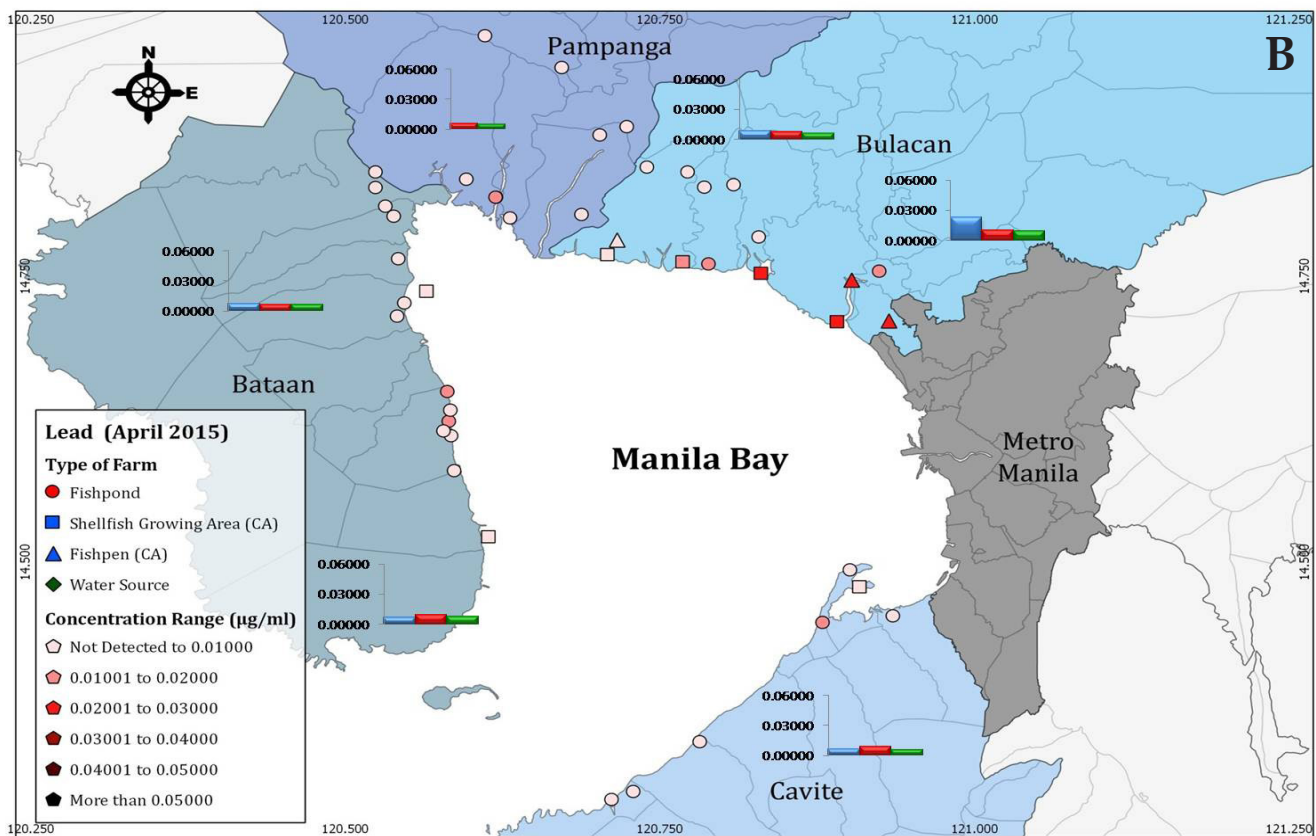 120.250
120.500
120.750
121.000
121.250
B
N
E
Pampanga
0.06000
0.03000
0.00000
0.06000
0.03000
0.00000
Bulacan
0.06000
0.03000
0.00000
14.750
0.06000
0.03000
0.00000
14.750
Bataan
Manila Bay
Metro
Manila
Lead (April 2015)
Type of Farm
Fishpond
Shellfish Growing Area (CA)
Fishpen (CA)
Water Source
Concentration Range (µg/ml)
Not Detected to 0.01000
0.01001 to 0.02000
0.02001 to 0.03000
0.03001 to 0.04000
0.04001 to 0.05000
More than 0.05000
14.500
0.06000
0.03000
0.00000
14.500
0.06000
0.03000
0.00000
Cavite
120.250
120.500
120.750
121.000
121.250